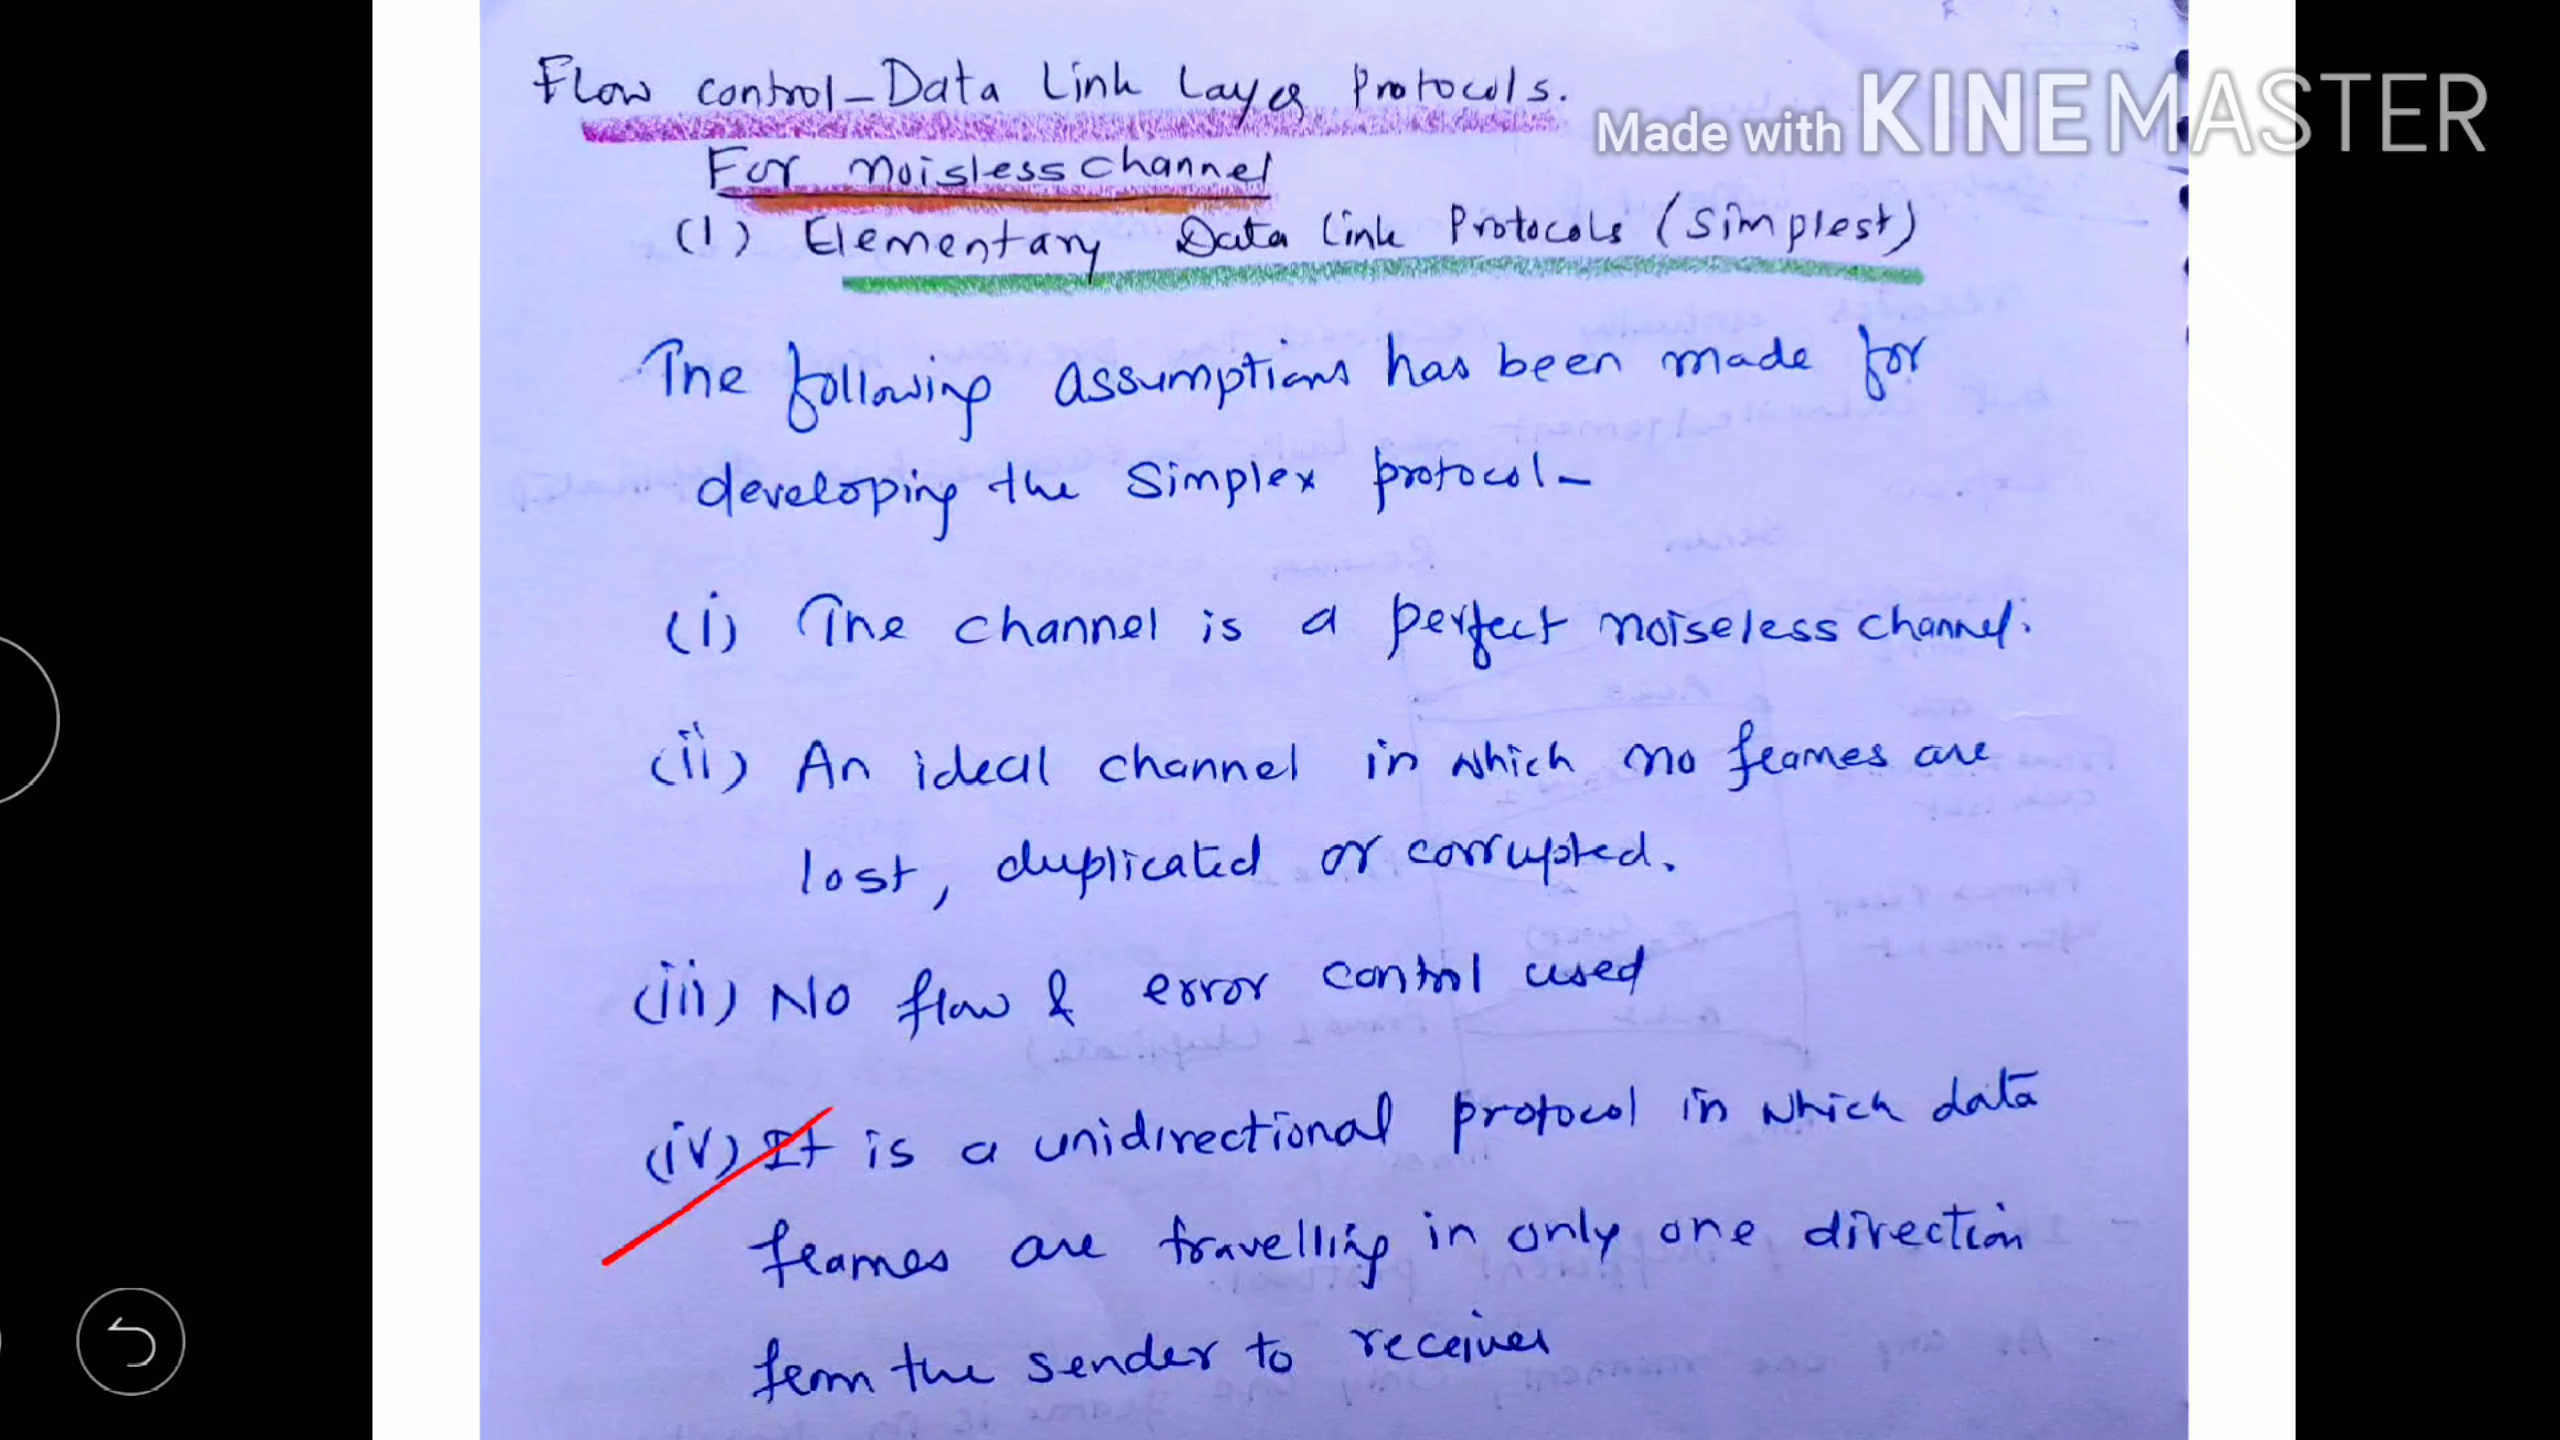 Flow control - Data Link Layer Protocols.
Made with KINEMASTER
For noisless channel
(1) Elementary Data Link Protocols (Simplest)
The following assumptions has been made for
developing the Simplex protocol -
(i) The channel is a perfect noiseless channel.
(ii) An ideal channel in which no frames are
lost, duplicated or corrupted.
(iii) No flow & error control used
(iv) It is a unidirectional protocol in which data
frames are travelling in only one direction
from the sender to receiver